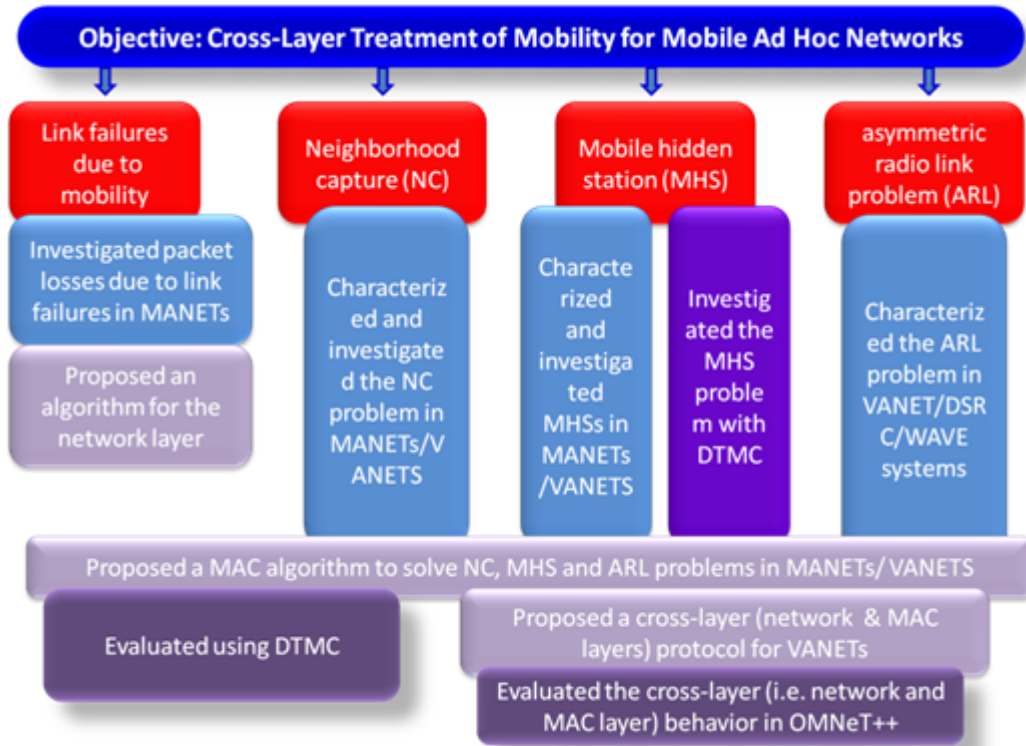 Objective: Cross-Layer Treatment of Mobility for Mobile Ad Hoc Networks
Link failures
due to
mobility
Neighborhood
capture (NC)
Mobile hidden
station (MHS)
asymmetric
radio link
problem (ARL)
Investigated packet
losses due to link
failures in MANETs
Proposed an
algorithm for the
network layer
Characteriz
ed and
investigate
d the NC
problem in
MANETs/V
ANETS
Characte
rized
and
investiga
ted
MHSs in
MANETs
/VANETS
Investig
ated the
MHS
proble
m with
DTMC
Characteriz
ed the ARL
problem in
VANET/DSR
C/WAVE
systems
Proposed a MAC algorithm to solve NC, MHS and ARL problems in MANETs/ VANETS
Evaluated using DTMC
Proposed a cross-layer (network & MAC
layers) protocol for VANETs
Evaluated the cross-layer (i.e. network and
MAC layer) behavior in OMNeT++